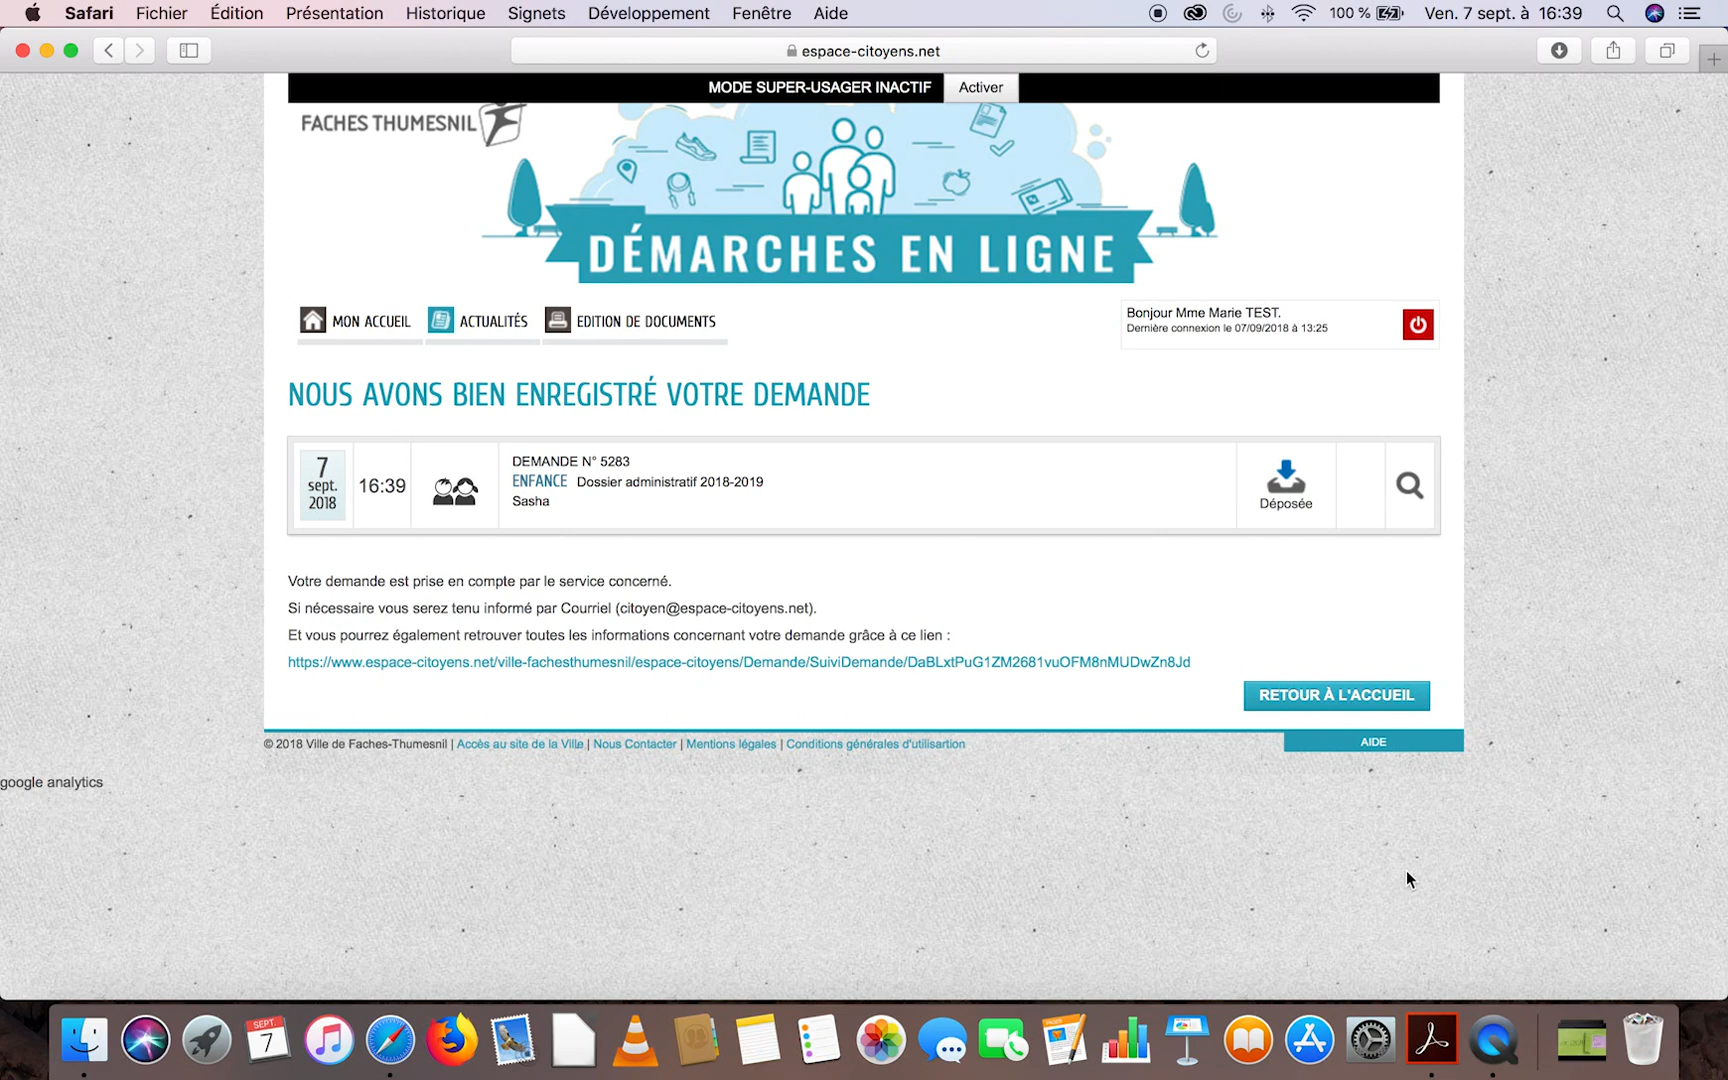 Safari Fichier Édition Présentation Historique Signets Développement Fenêtre Aide 100 % Ven. 7 sept. à 16:39
espace-citoyens.net
MODE SUPER-USAGER INACTIF Activer
FACHES THUMESNIL
DÉMARCHES EN LIGNE
MON ACCUEIL ACTUALITÉS EDITION DE DOCUMENTS
Bonjour Mme Marie TEST.
Dernière connexion le 07/09/2018 à 13:25
NOUS AVONS BIEN ENREGISTRÉ VOTRE DEMANDE
7
sept.
2018
16:39
DEMANDE N° 5283
ENFANCE Dossier administratif 2018-2019
Sasha
Déposée
Votre demande est prise en compte par le service concerné.
Si nécessaire vous serez tenu informé par Courriel (citoyen@espace-citoyens.net).
Et vous pourrez également retrouver toutes les informations concernant votre demande grâce à ce lien :
https://www.espace-citoyens.net/ville-fachesthumesnil/espace-citoyens/Demande/SuiviDemande/DaBLxtPuG1ZM2681vuOFM8nMUDwZn8Jd
RETOUR À L'ACCUEIL
© 2018 Ville de Faches-Thumesnil | Accès au site de la Ville | Nous Contacter | Mentions légales | Conditions générales d'utilisartion
AIDE
google analytics
SEPT.
7